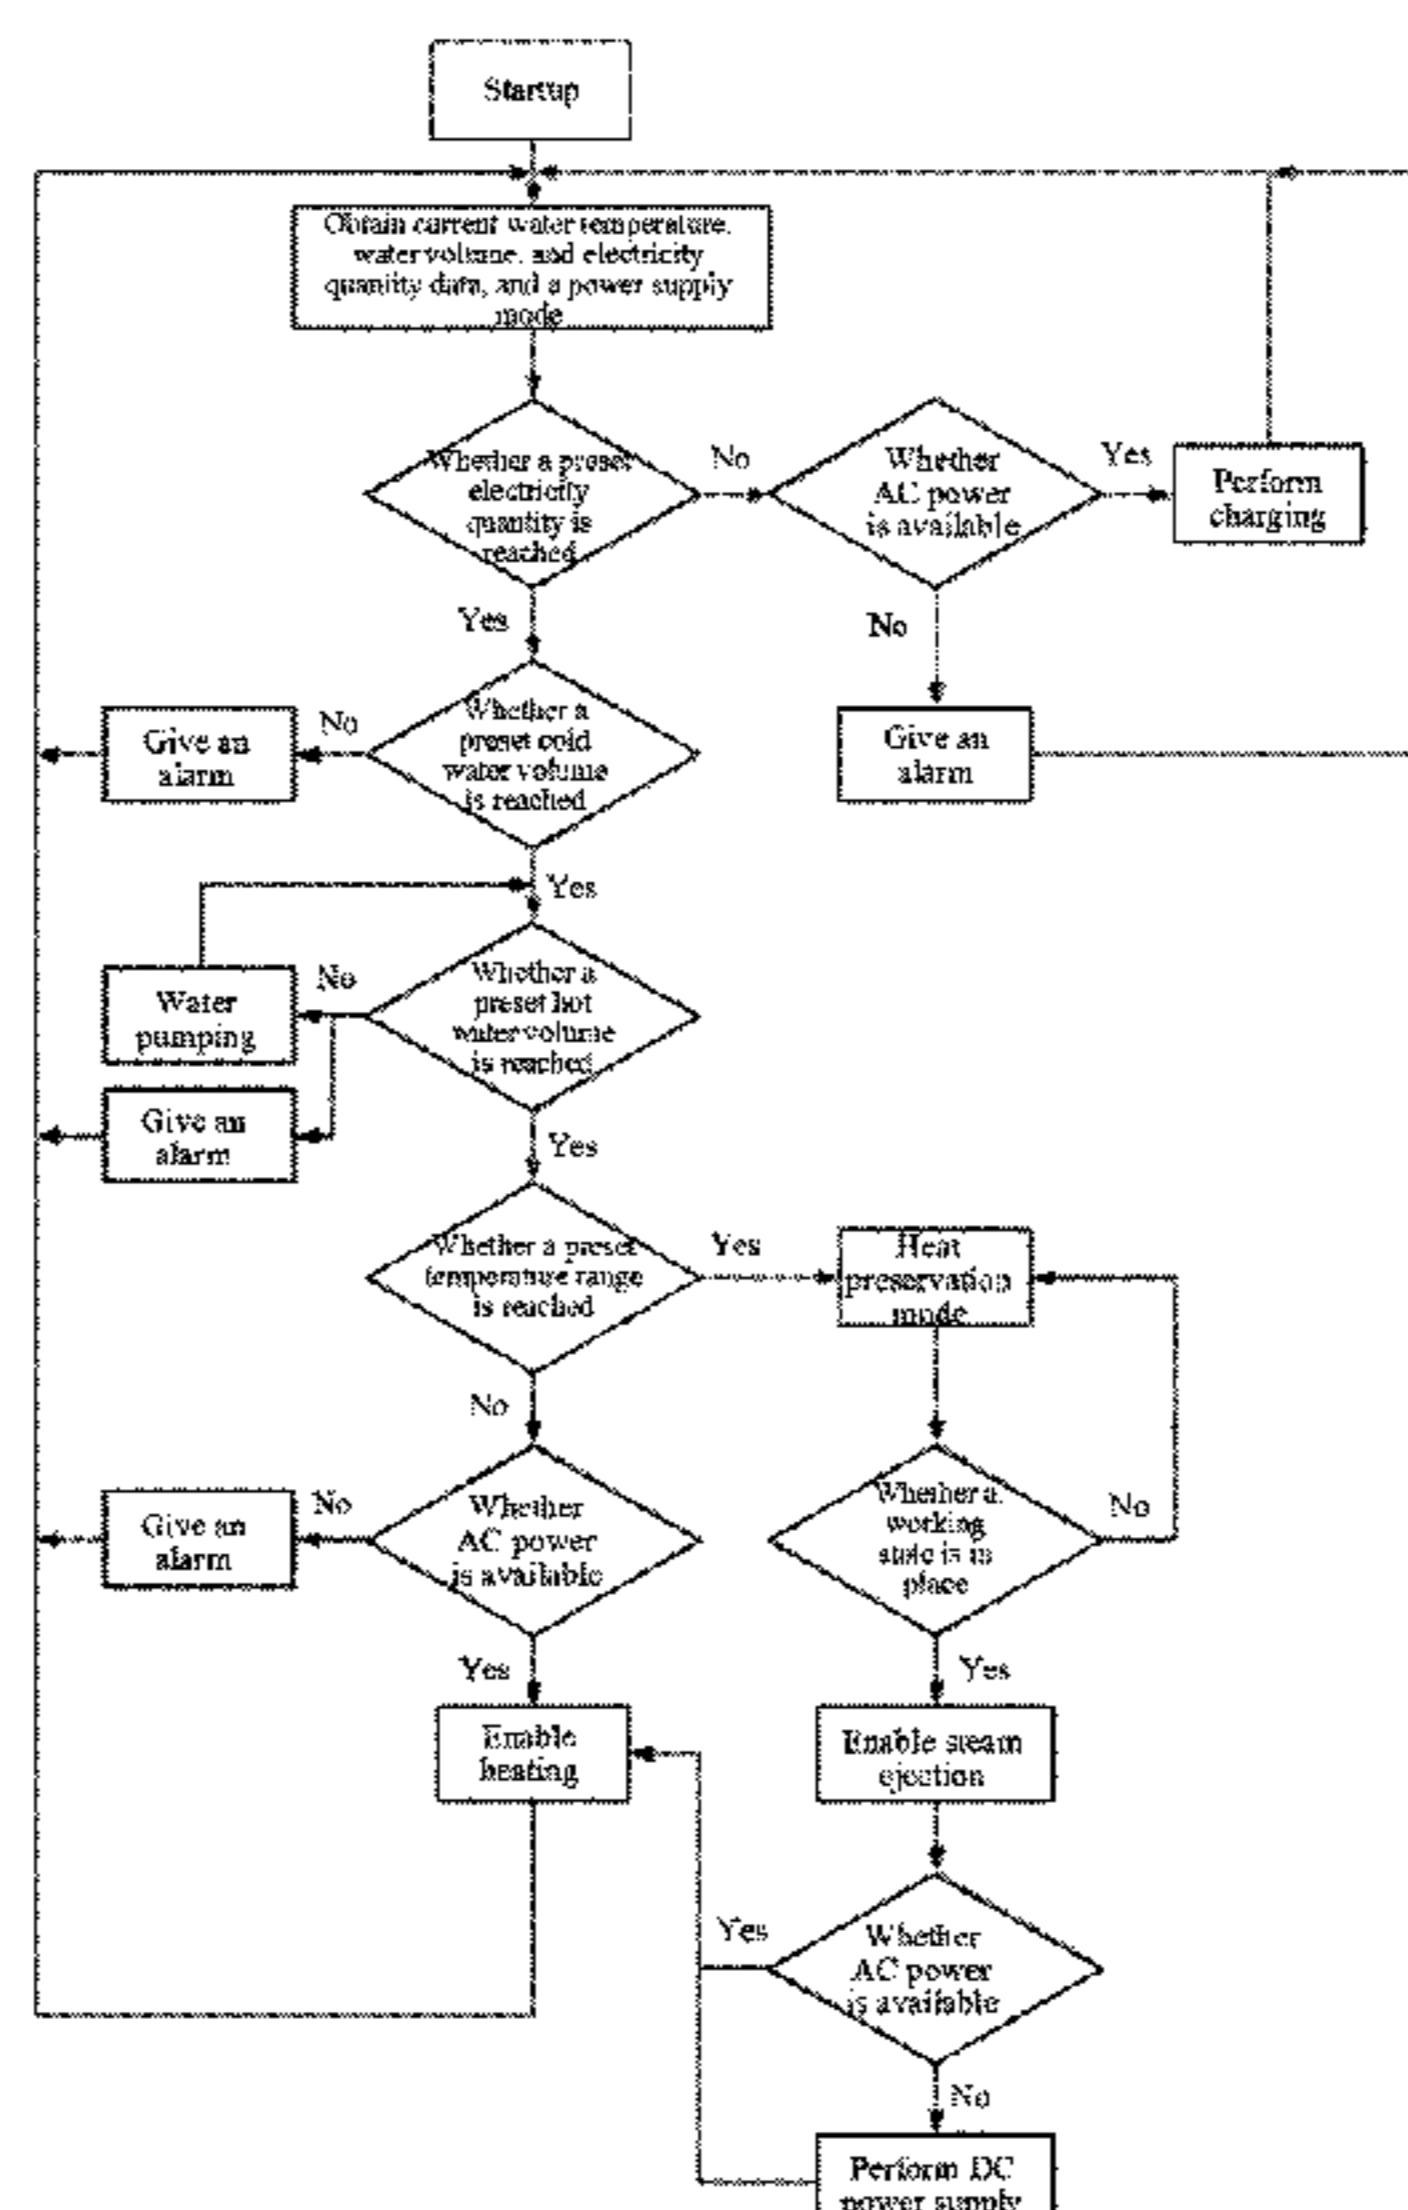 Startup
Obtain current water temperature,
water volume, and electricity
quantity data, and a power supply
mode
Whether a preset
electricity
quantity is
reached
No
Whether
AC power
is available
Yes
Perform
charging
Yes
No
Whether a
preset cold
water volume
is reached
No
Give an
alarm
Give an
alarm
Yes
Whether a
preset hot
water volume
is reached
No
Water
pumping
Give an
alarm
Yes
Whether a preset
temperature range
is reached
Yes
Heat
preservation
mode
No
Whether
AC power
is available
No
Give an
alarm
Whether a
working
state is in
place
No
Yes
Yes
Enable
heating
Enable steam
ejection
Whether
AC power
is available
Yes
No
Perform DC
power supply